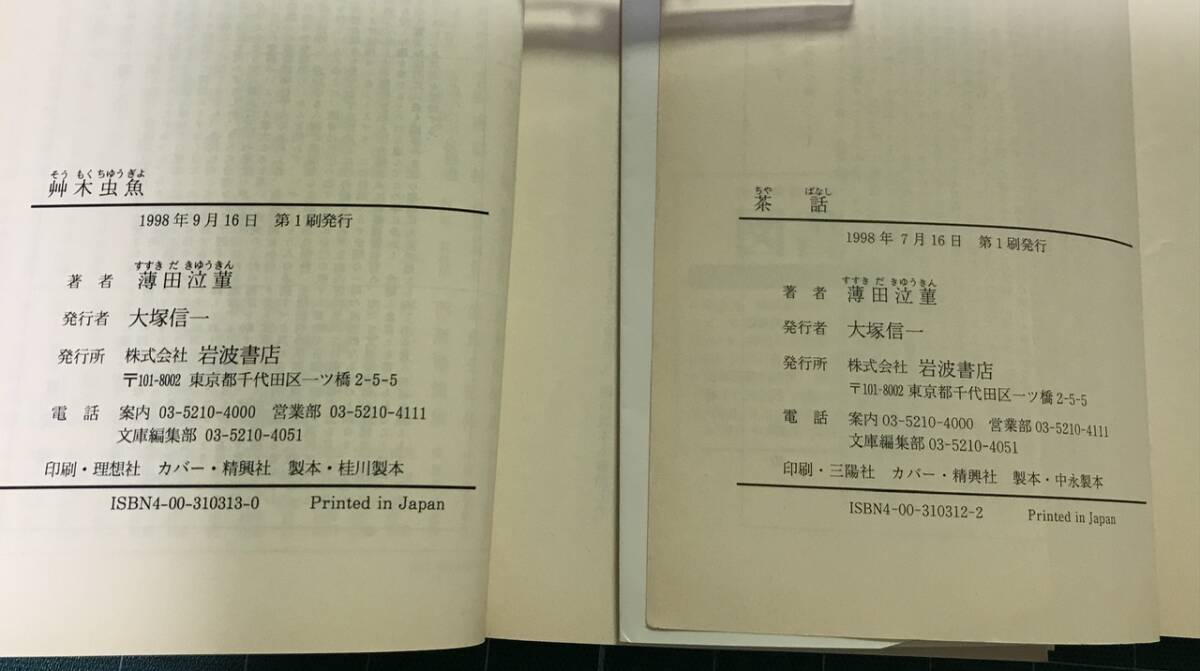 そうもくちゆうぎよ
艸木虫魚
1998年9月16日 第1刷発行
すすきだきゆうきん
著者 薄田泣菫
発行者 大塚信一
発行所 株式会社 岩波書店
〒101-8002 東京都千代田区一ツ橋2-5-5
電話 案内 03-5210-4000 営業部 03-5210-4111
文庫編集部 03-5210-4051
印刷・理想社 カバー・精興社 製本・桂川製本
ISBN4-00-310313-0 Printed in Japan
ちやばなし
茶話
1998年7月16日 第1刷発行
すすきだきゆうきん
著者 薄田泣菫
発行者 大塚信一
発行所 株式会社 岩波書店
〒101-8002 東京都千代田区一ツ橋2-5-5
電話 案内 03-5210-4000 営業部 03-5210-4111
文庫編集部 03-5210-4051
印刷・三陽社 カバー・精興社 製本・中永製本
ISBN4-00-310312-2 Printed in Japan